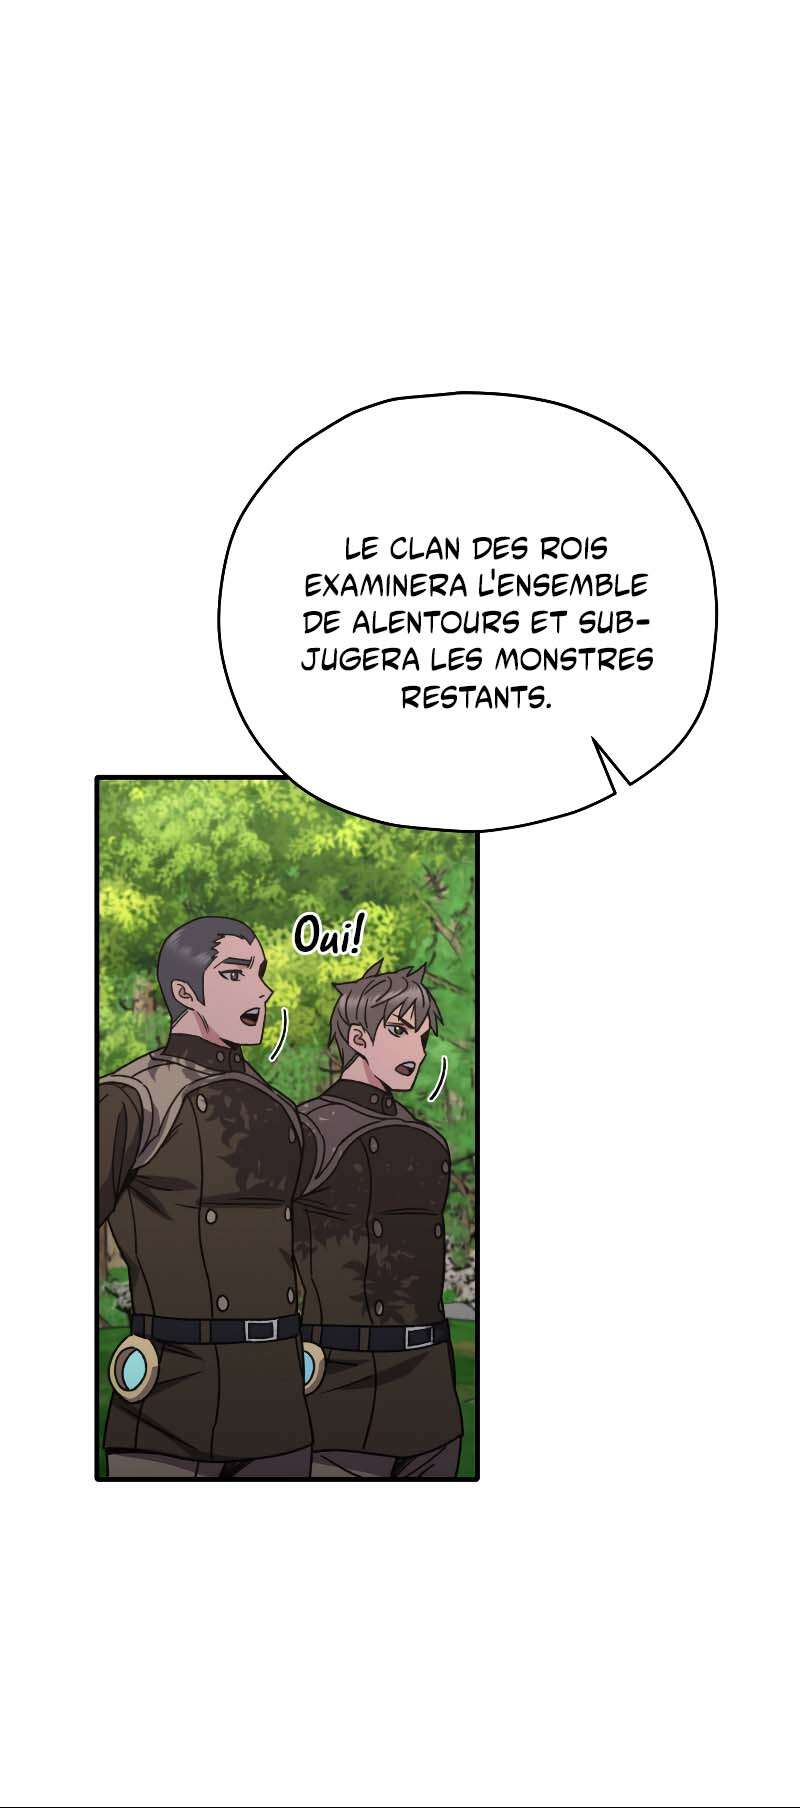 LE CLAN DES ROIS
EXAMINERA L'ENSEMBLE
DE ALENTOURS ET SUB-
JUGERA LES MONSTRES
RESTANTS.
Oui!